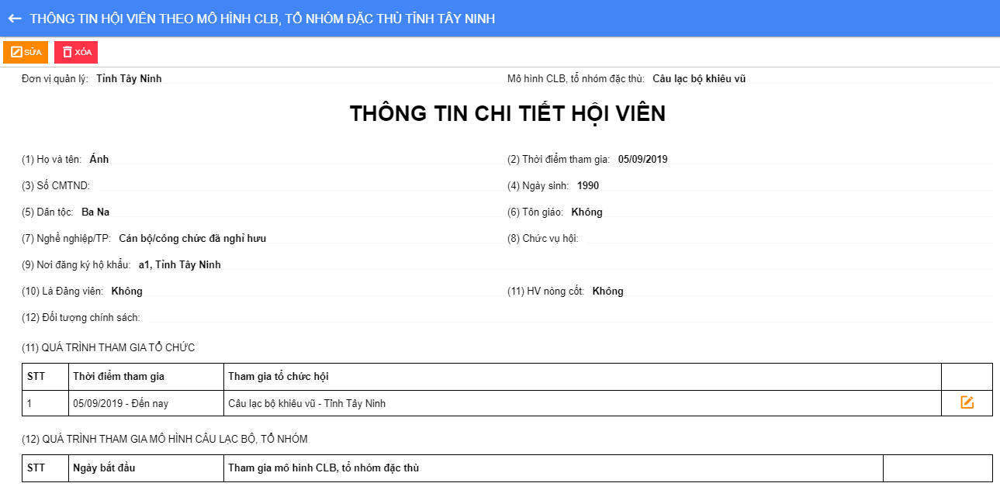 THÔNG TIN HỘI VIÊN THEO MÔ HÌNH CLB, TỔ NHÓM ĐẶC THÙ TỈNH TÂY NINH
SỬA XÓA
Đơn vị quản lý: Tỉnh Tây Ninh Mô hình CLB, tổ nhóm đặc thù: Câu lạc bộ khiêu vũ
THÔNG TIN CHI TIẾT HỘI VIÊN
(1) Họ và tên: Ánh (2) Thời điểm tham gia: 05/09/2019
(3) Số CMTND: (4) Ngày sinh: 1990
(5) Dân tộc: Ba Na (6) Tôn giáo: Không
(7) Nghề nghiệp/TP: Cán bộ/công chức đã nghỉ hưu (8) Chức vụ hội:
(9) Nơi đăng ký hộ khẩu: a1, Tỉnh Tây Ninh
(10) Là Đảng viên: Không (11) HV nòng cốt: Không
(12) Đối tượng chính sách:
(11) QUÁ TRÌNH THAM GIA TỔ CHỨC
STT Thời điểm tham gia Tham gia tổ chức hội
1 05/09/2019 - Đến nay Câu lạc bộ khiêu vũ - Tỉnh Tây Ninh
(12) QUÁ TRÌNH THAM GIA MÔ HÌNH CÂU LẠC BỘ, TỔ NHÓM
STT Ngày bắt đầu Tham gia mô hình CLB, tổ nhóm đặc thù